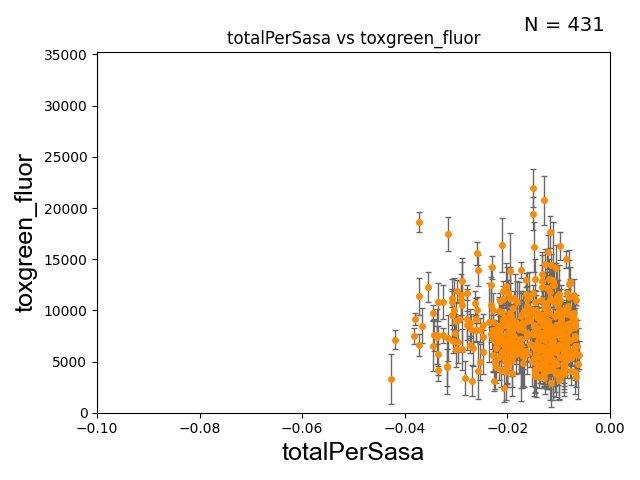 N = 431
totalPerSasa vs toxgreen_fluor
35000
30000
25000
20000
15000
10000
5000
0
toxgreen_fluor
−0.10 −0.08 −0.06 −0.04 −0.02 0.00
totalPerSasa